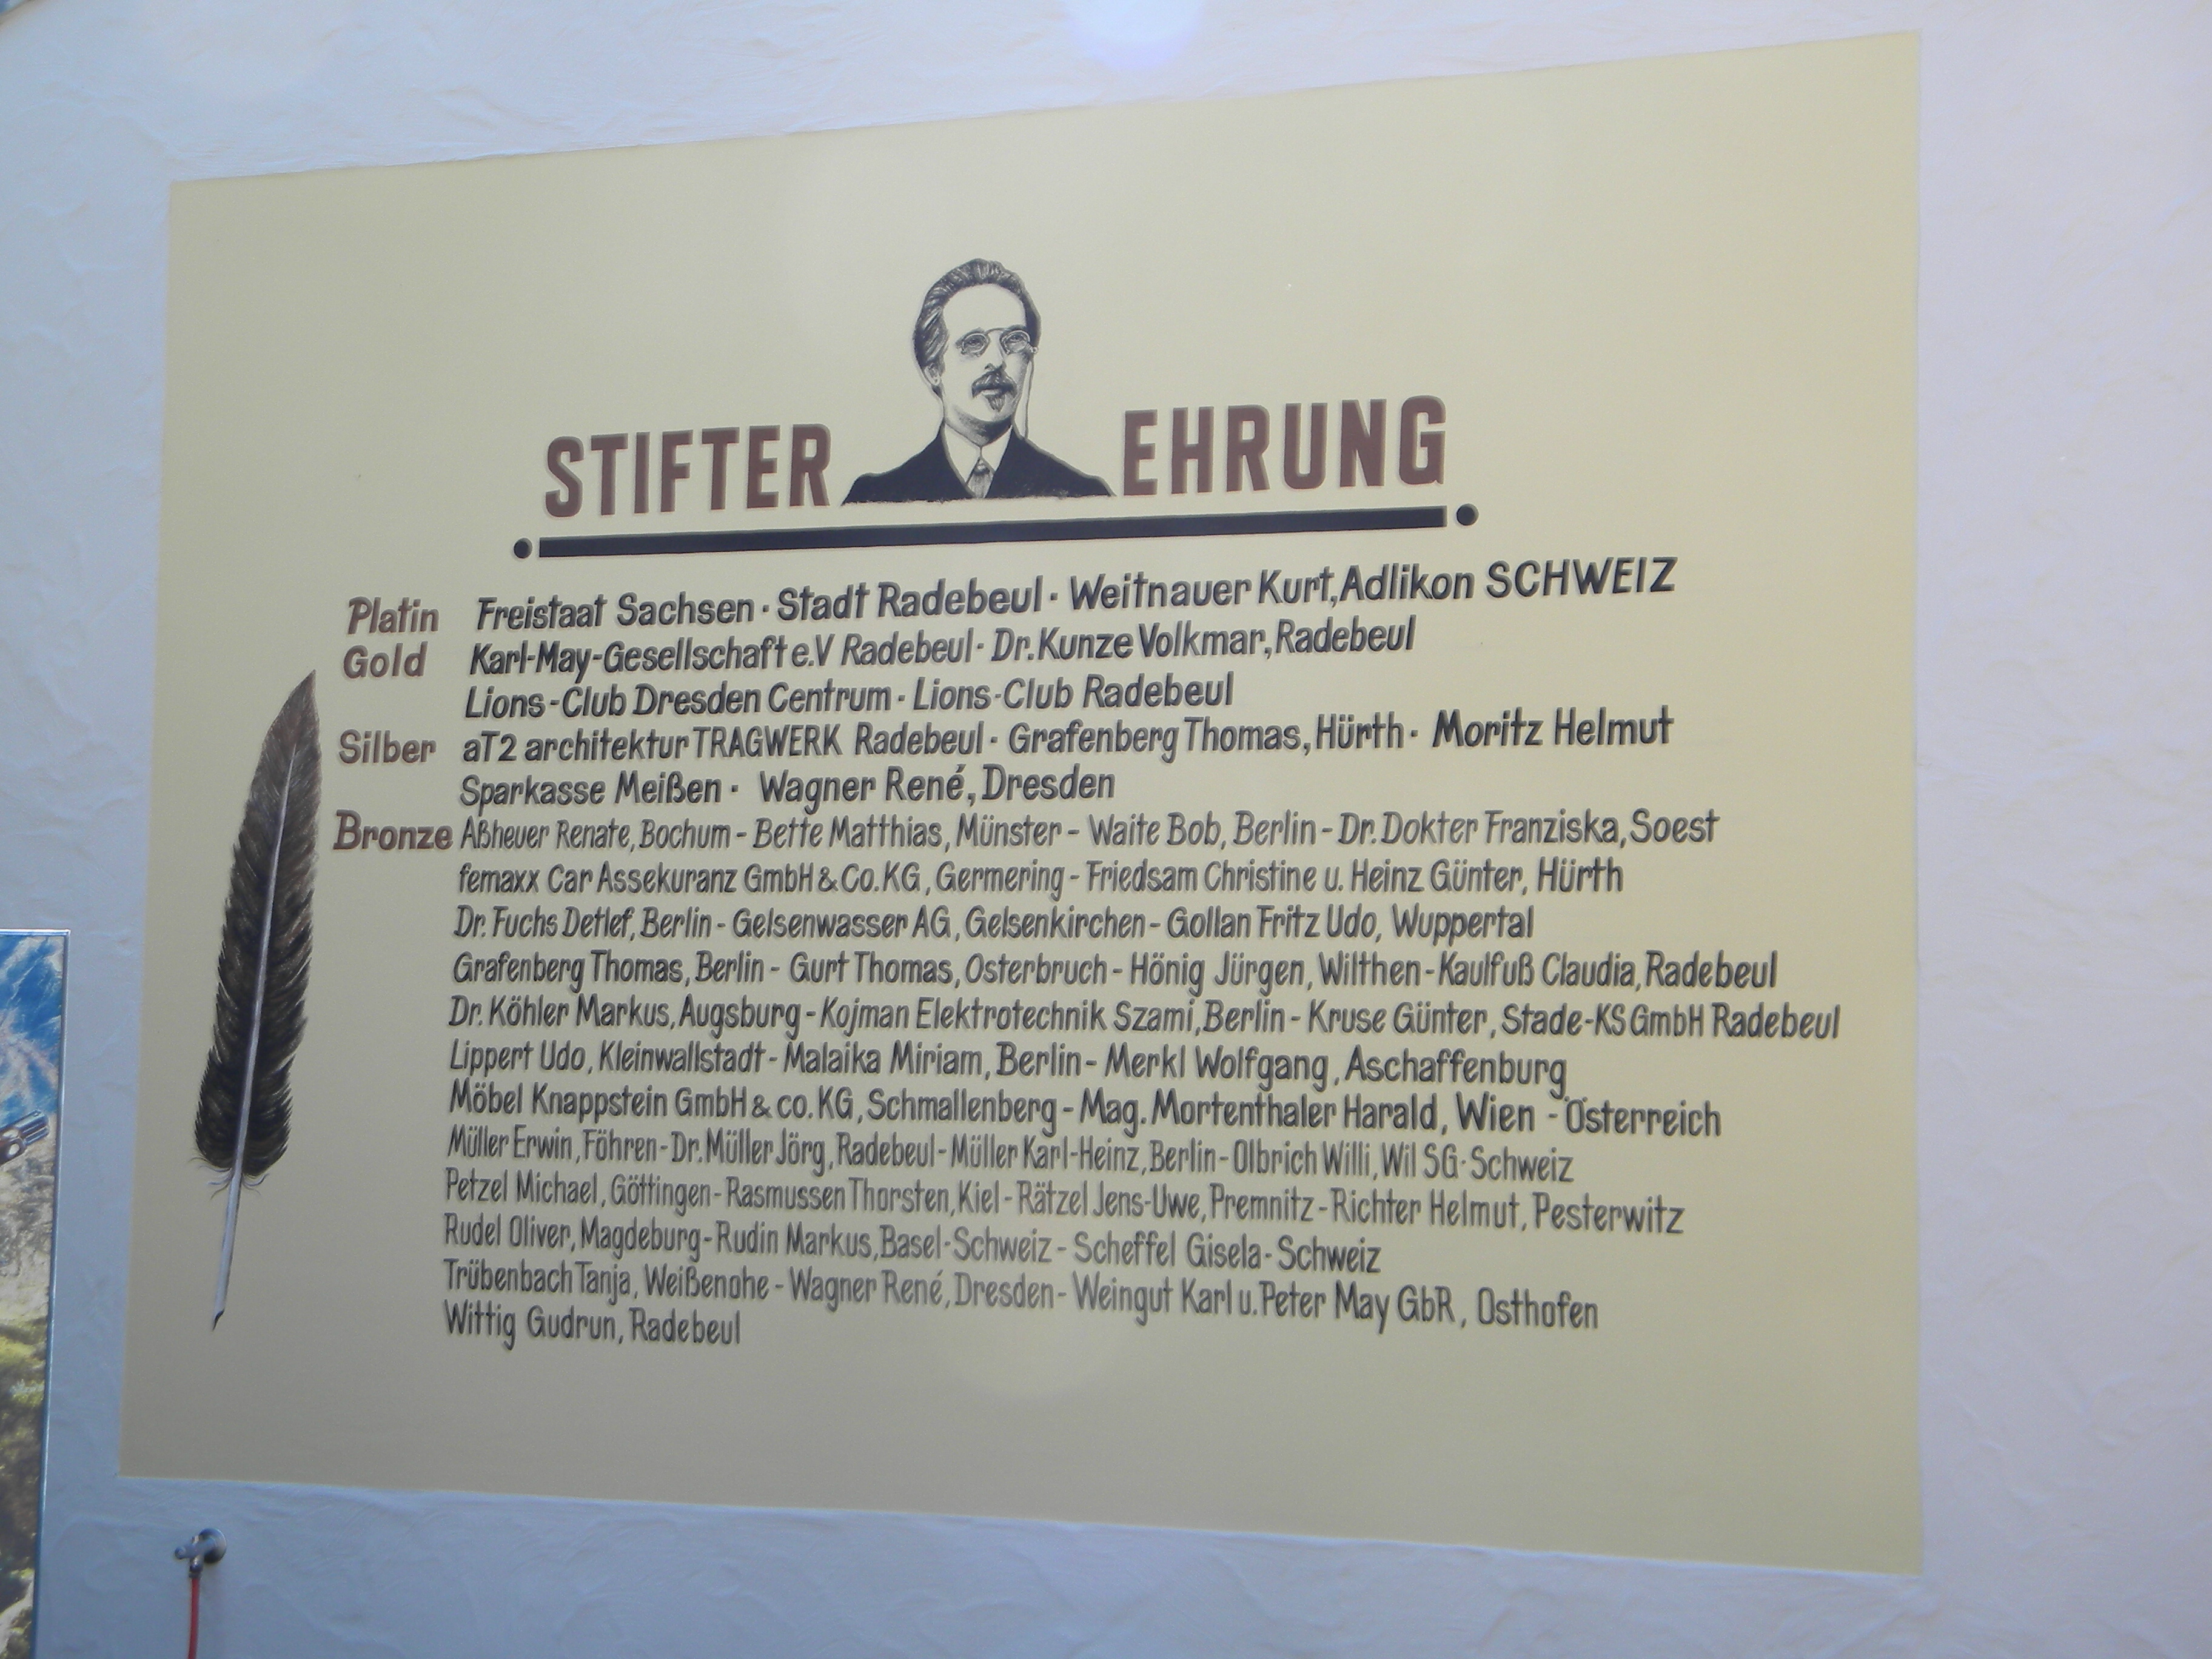 STIFTER EHRUNG
Platin Freistaat Sachsen · Stadt Radebeul · Weitnauer Kurt, Adlikon SCHWEIZ
Gold Karl-May-Gesellschaft e.V Radebeul · Dr. Kunze Volkmar, Radebeul
Lions-Club Dresden Centrum · Lions-Club Radebeul
Silber aT2 architektur TRAGWERK Radebeul · Grafenberg Thomas, Hürth · Moritz Helmut
Sparkasse Meißen · Wagner René, Dresden
Bronze Aßheuer Renate, Bochum - Bette Matthias, Münster - Waite Bob, Berlin - Dr. Dokter Franziska, Soest
femaxx Car Assekuranz GmbH & Co. KG, Germering - Friedsam Christine u. Heinz Günter, Hürth
Dr. Fuchs Detlef, Berlin - Gelsenwasser AG, Gelsenkirchen - Gollan Fritz Udo, Wuppertal
Grafenberg Thomas, Berlin - Gurt Thomas, Osterbruch - Hönig Jürgen, Wilthen - Kaulfuß Claudia, Radebeul
Dr. Köhler Markus, Augsburg - Kojman Elektrotechnik Szami, Berlin - Kruse Günter, Stade - KS GmbH Radebeul
Lippert Udo, Kleinwallstadt - Malaika Miriam, Berlin - Merkl Wolfgang, Aschaffenburg
Möbel Knappstein GmbH & co. KG, Schmallenberg - Mag. Mortenthaler Harald, Wien - Österreich
Müller Erwin, Föhren - Dr. Müller Jörg, Radebeul - Müller Karl-Heinz, Berlin - Olbrich Willi, Wil SG - Schweiz
Petzel Michael, Göttingen - Rasmussen Thorsten, Kiel - Rätzel Jens-Uwe, Premnitz - Richter Helmut, Pesterwitz
Rudel Oliver, Magdeburg - Rudin Markus, Basel - Schweiz - Scheffel Gisela - Schweiz
Trübenbach Tanja, Weißenohe - Wagner René, Dresden - Weingut Karl u. Peter May GbR, Osthofen
Wittig Gudrun, Radebeul